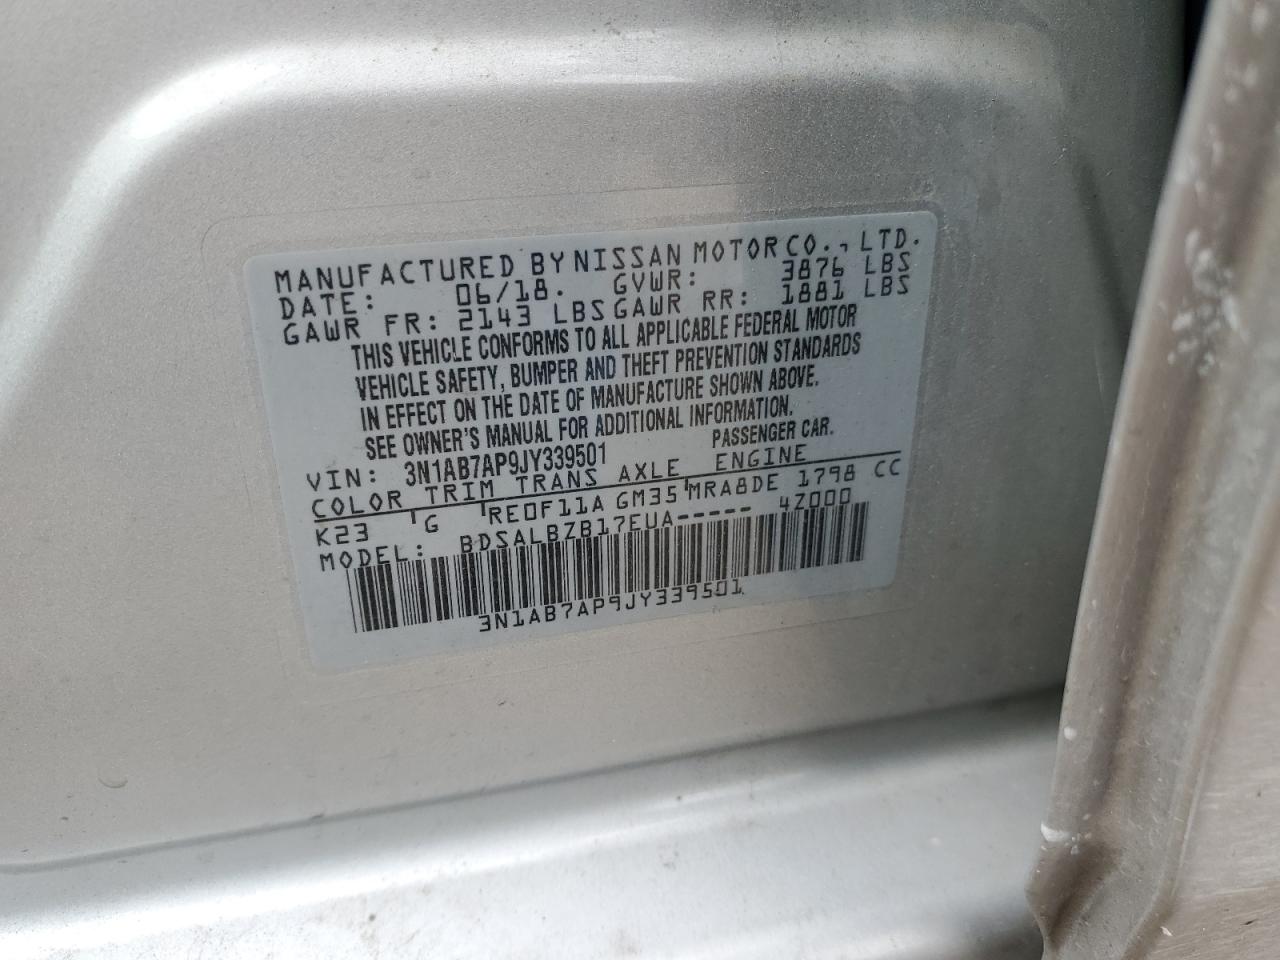 MANUFACTURED BY NISSAN MOTOR CO., LTD.
DATE: 06/18. GVWR: 3876 LBS
GAWR FR: 2143 LBS GAWR RR: 1881 LBS
THIS VEHICLE CONFORMS TO ALL APPLICABLE FEDERAL MOTOR
VEHICLE SAFETY, BUMPER AND THEFT PREVENTION STANDARDS
IN EFFECT ON THE DATE OF MANUFACTURE SHOWN ABOVE.
SEE OWNER'S MANUAL FOR ADDITIONAL INFORMATION.
VIN: 3N1AB7AP9JY339501 PASSENGER CAR.
COLOR TRIM TRANS AXLE ENGINE
K23 G RE0F11A GM35 MRA8DE 1798 CC
MODEL: BDSALBZB17EUA----- 4Z000
3N1AB7AP9JY339501